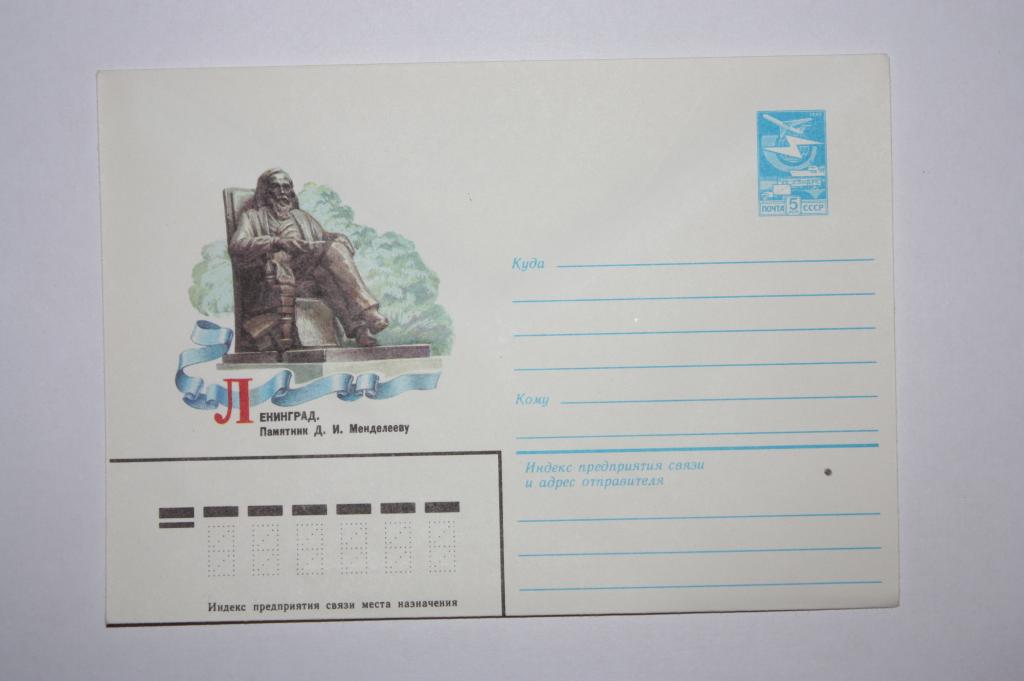 ПОЧТА 5 СССР
Куда
Кому
Индекс предприятия связи
и адрес отправителя
ЛЕНИНГРАД.
Памятник Д. И. Менделееву
Индекс предприятия связи места назначения